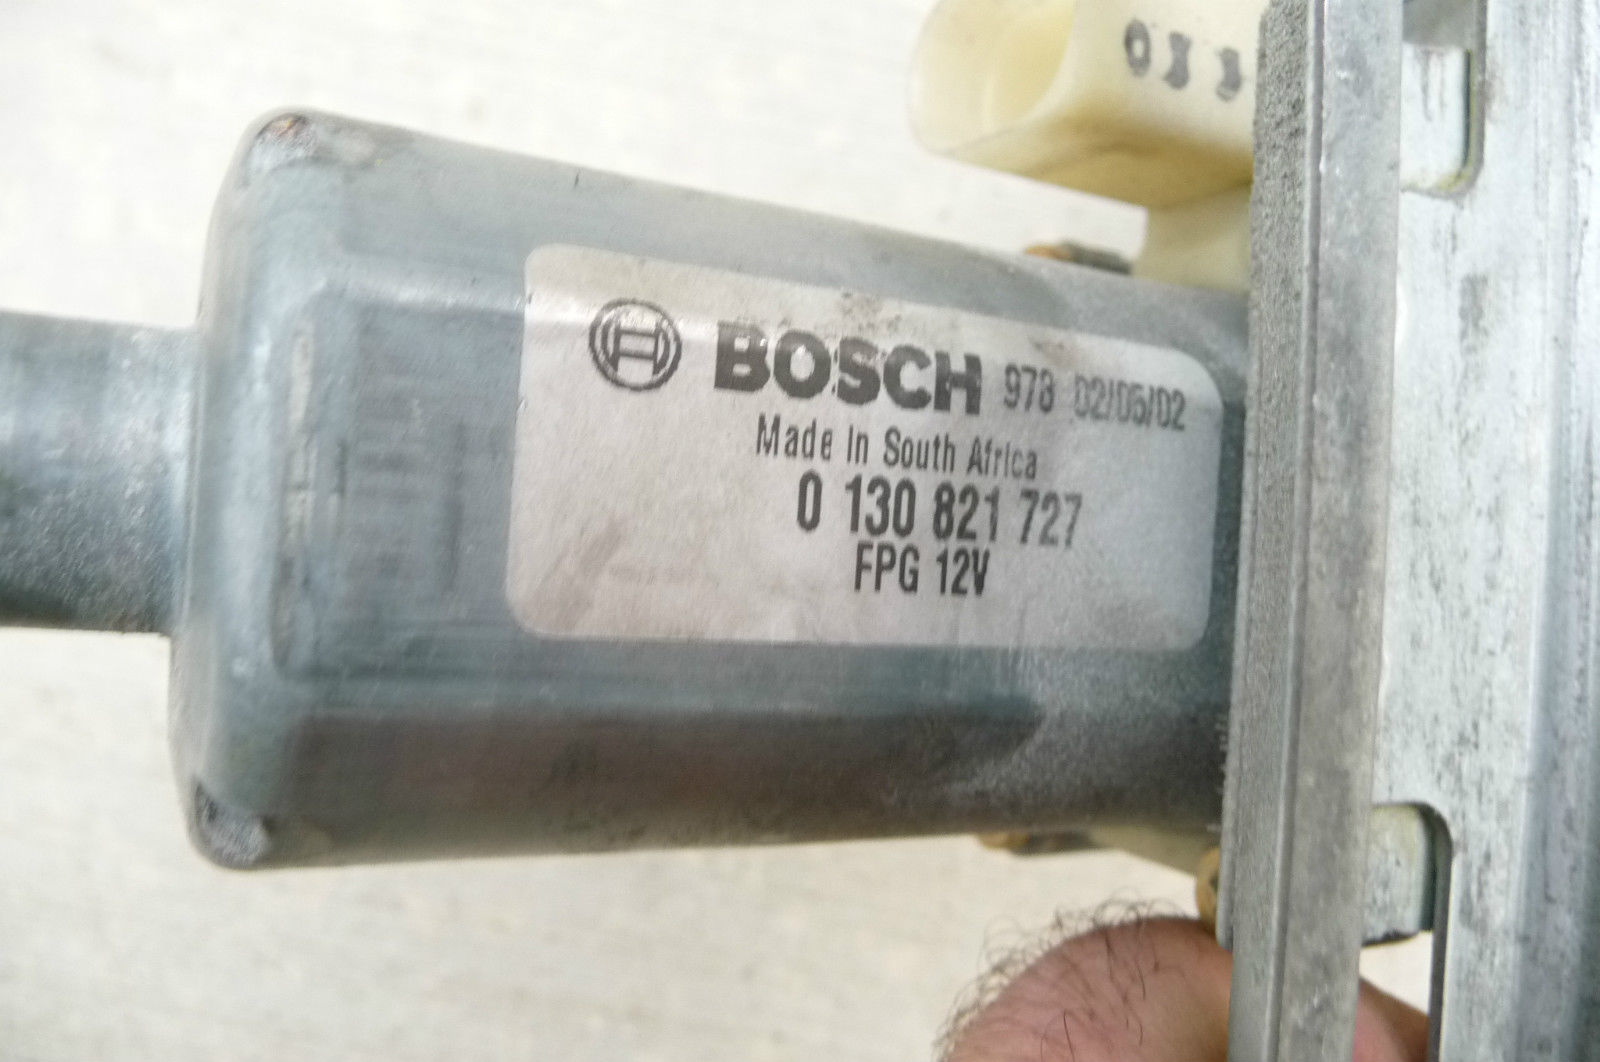 BOSCH 978 02/05/02
Made In South Africa
0 130 821 727
FPG 12V